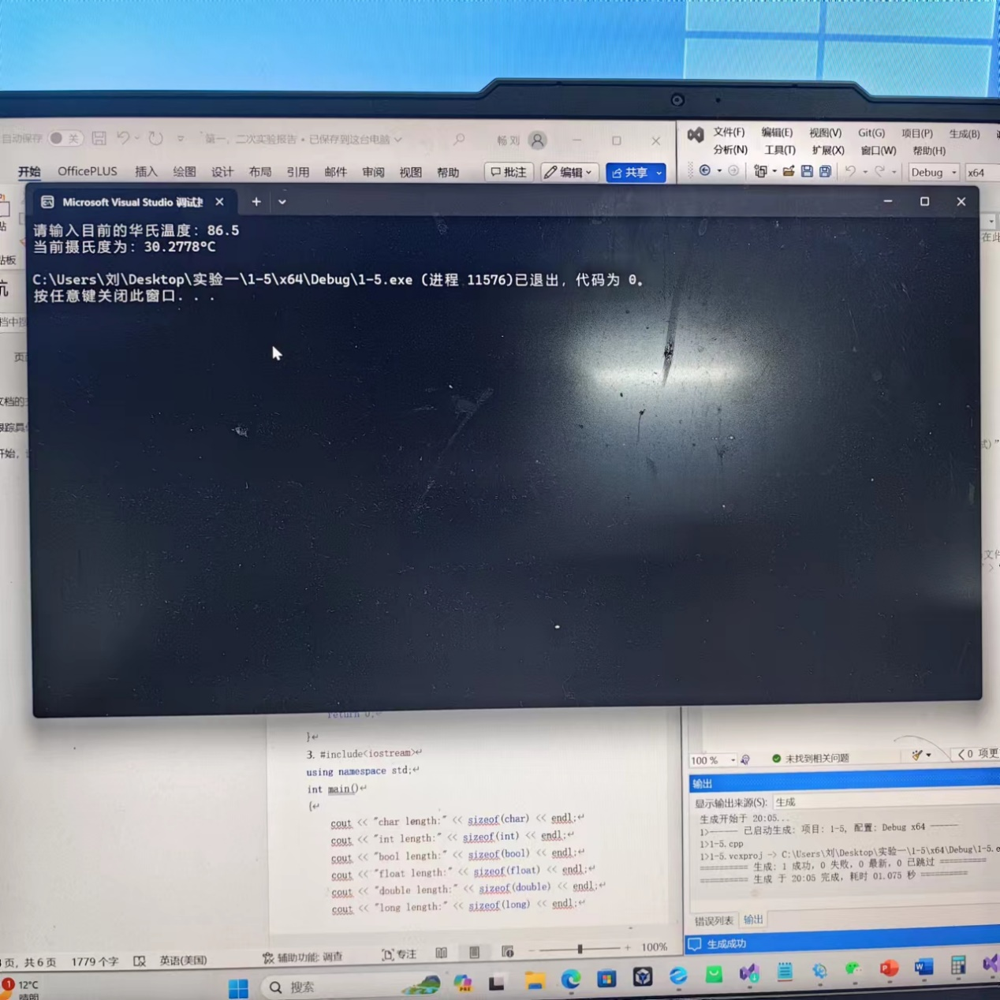 自动保存 关 第一，二次实验报告 • 已保存到这台电脑 畅 刘
开始 OfficePLUS 插入 绘图 设计 布局 引用 邮件 审阅 视图 帮助 批注 编辑 共享
文件(F) 编辑(E) 视图(V) Git(G) 项目(P) 生成(B)
分析(N) 工具(T) 扩展(X) 窗口(W) 帮助(H)
Debug x64
Microsoft Visual Studio 调试
请输入目前的华氏温度：86.5
当前摄氏度为：30.2778°C
C:\Users\刘\Desktop\实验一\1-5\x64\Debug\1-5.exe (进程 11576)已退出，代码为 0。
按任意键关闭此窗口. . .
贴板
return 0;
}
3. #include<iostream>
using namespace std;
int main()
{
cout << "char length:" << sizeof(char) << endl;
cout << "int length:" << sizeof(int) << endl;
cout << "bool length:" << sizeof(bool) << endl;
cout << "float length:" << sizeof(float) << endl;
cout << "double length:" << sizeof(double) << endl;
cout << "long length:" << sizeof(long) << endl;
页，共 6 页 1779 个字 英语(美国) 辅助功能: 调查 专注 100%
100 % 未找到相关问题 0 项更
输出
显示输出来源(S): 生成
生成开始于 20:05...
1>------ 已启动生成: 项目: 1-5, 配置: Debug x64 ------
1>1-5.cpp
1>1-5.vcxproj -> C:\Users\刘\Desktop\实验一\1-5\x64\Debug\1-5.e
========== 生成: 1 成功，0 失败，0 最新，0 已跳过 ==========
========== 生成 于 20:05 完成，耗时 01.075 秒 ==========
错误列表 输出
生成成功
1 12°C
晴朗
搜索